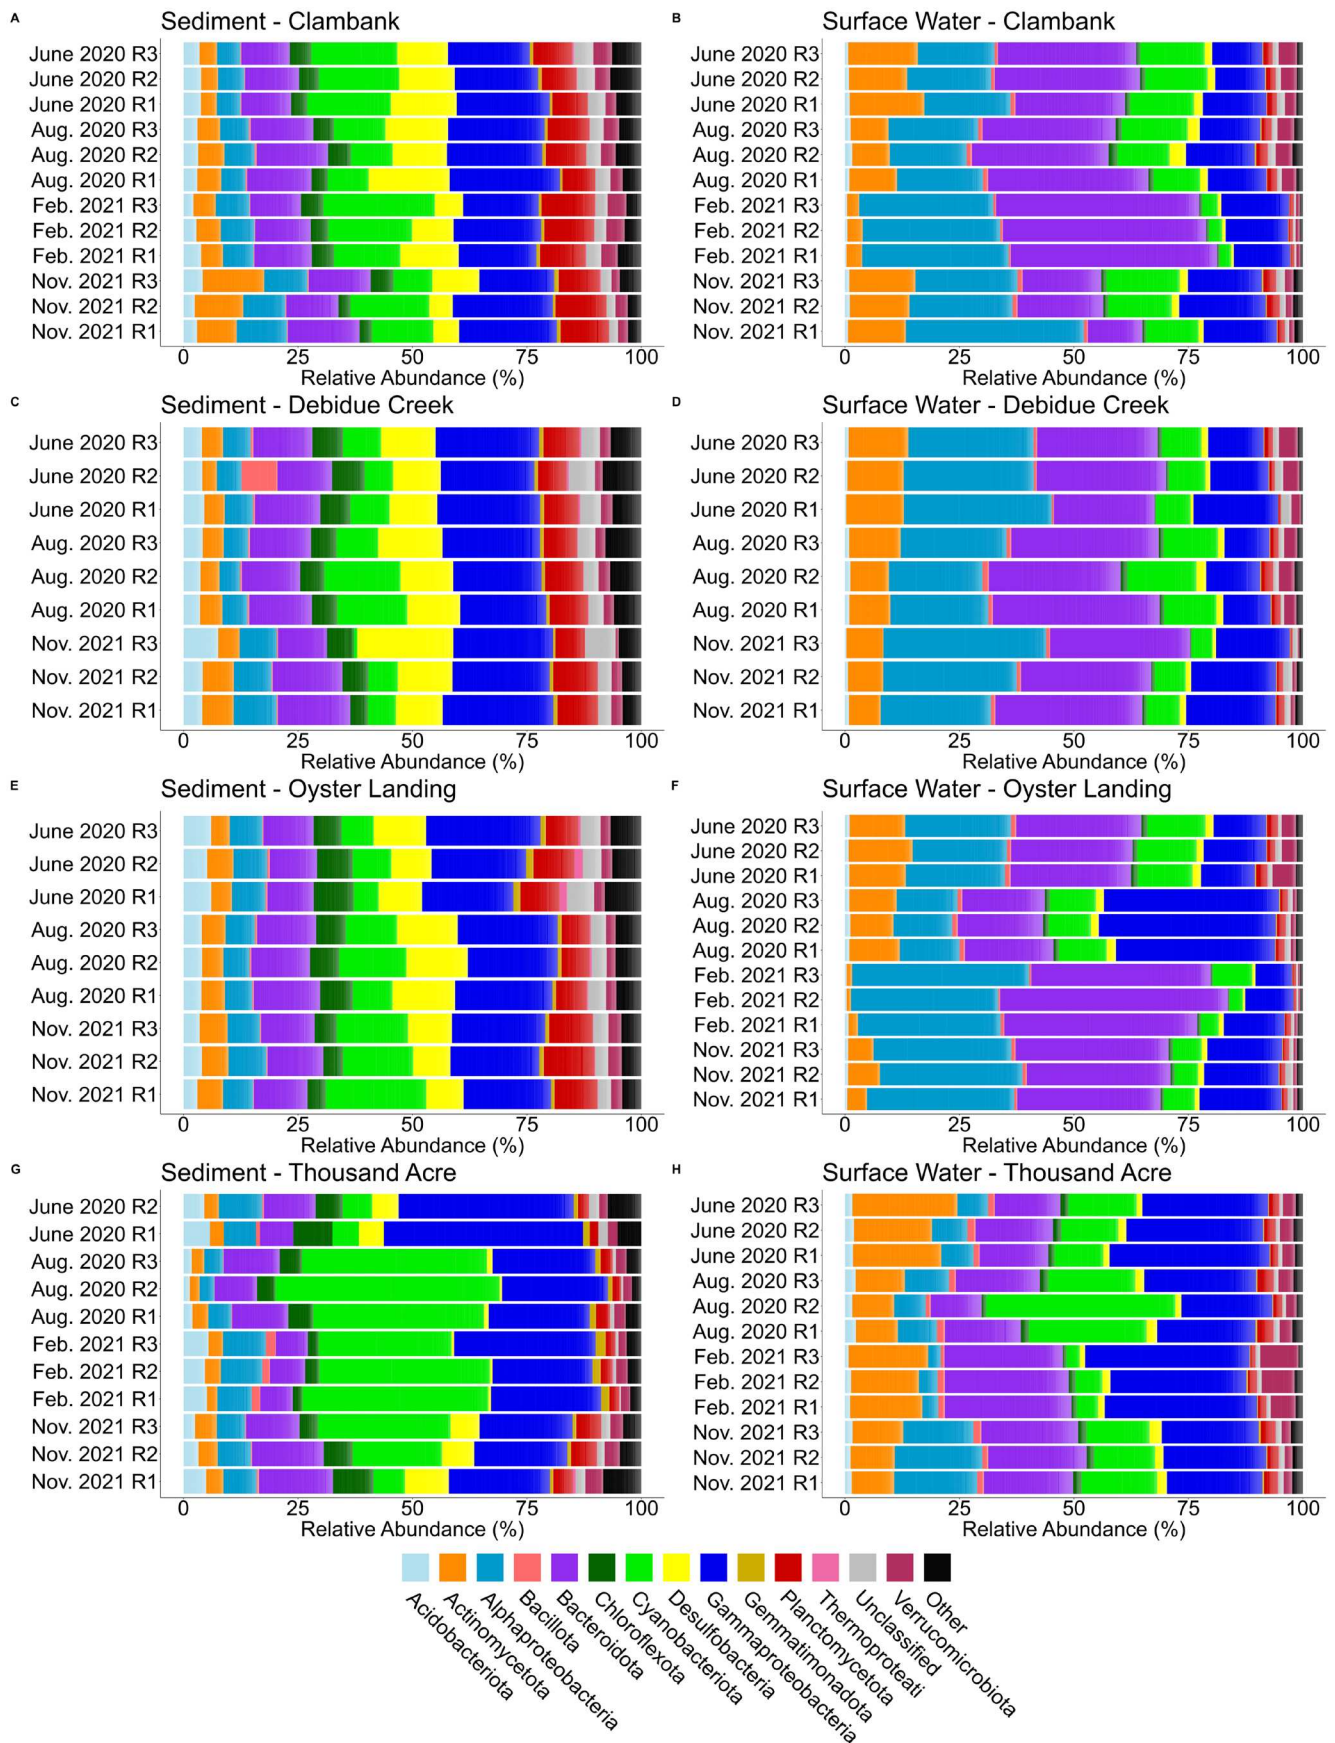 A
Sediment - Clambank
June 2020 R3
June 2020 R2
June 2020 R1
Aug. 2020 R3
Aug. 2020 R2
Aug. 2020 R1
Feb. 2021 R3
Feb. 2021 R2
Feb. 2021 R1
Nov. 2021 R3
Nov. 2021 R2
Nov. 2021 R1
0 25 50 75 100
Relative Abundance (%)
B
Surface Water - Clambank
June 2020 R3
June 2020 R2
June 2020 R1
Aug. 2020 R3
Aug. 2020 R2
Aug. 2020 R1
Feb. 2021 R3
Feb. 2021 R2
Feb. 2021 R1
Nov. 2021 R3
Nov. 2021 R2
Nov. 2021 R1
0 25 50 75 100
Relative Abundance (%)
C
Sediment - Debidue Creek
June 2020 R3
June 2020 R2
June 2020 R1
Aug. 2020 R3
Aug. 2020 R2
Aug. 2020 R1
Nov. 2021 R3
Nov. 2021 R2
Nov. 2021 R1
0 25 50 75 100
Relative Abundance (%)
D
Surface Water - Debidue Creek
June 2020 R3
June 2020 R2
June 2020 R1
Aug. 2020 R3
Aug. 2020 R2
Aug. 2020 R1
Nov. 2021 R3
Nov. 2021 R2
Nov. 2021 R1
0 25 50 75 100
Relative Abundance (%)
E
Sediment - Oyster Landing
June 2020 R3
June 2020 R2
June 2020 R1
Aug. 2020 R3
Aug. 2020 R2
Aug. 2020 R1
Nov. 2021 R3
Nov. 2021 R2
Nov. 2021 R1
0 25 50 75 100
Relative Abundance (%)
F
Surface Water - Oyster Landing
June 2020 R3
June 2020 R2
June 2020 R1
Aug. 2020 R3
Aug. 2020 R2
Aug. 2020 R1
Feb. 2021 R3
Feb. 2021 R2
Feb. 2021 R1
Nov. 2021 R3
Nov. 2021 R2
Nov. 2021 R1
0 25 50 75 100
Relative Abundance (%)
G
Sediment - Thousand Acre
June 2020 R2
June 2020 R1
Aug. 2020 R3
Aug. 2020 R2
Aug. 2020 R1
Feb. 2021 R3
Feb. 2021 R2
Feb. 2021 R1
Nov. 2021 R3
Nov. 2021 R2
Nov. 2021 R1
0 25 50 75 100
Relative Abundance (%)
H
Surface Water - Thousand Acre
June 2020 R3
June 2020 R2
June 2020 R1
Aug. 2020 R3
Aug. 2020 R2
Aug. 2020 R1
Feb. 2021 R3
Feb. 2021 R2
Feb. 2021 R1
Nov. 2021 R3
Nov. 2021 R2
Nov. 2021 R1
0 25 50 75 100
Relative Abundance (%)
Acidobacteriota
Actinomycetota
Alphaproteobacteria
Bacillota
Bacteroidota
Chloroflexota
Cyanobacteriota
Desulfobacteria
Gammaproteobacteria
Gemmatimonadota
Planctomycetota
Thermoproteati
Unclassified
Verrucomicrobiota
Other